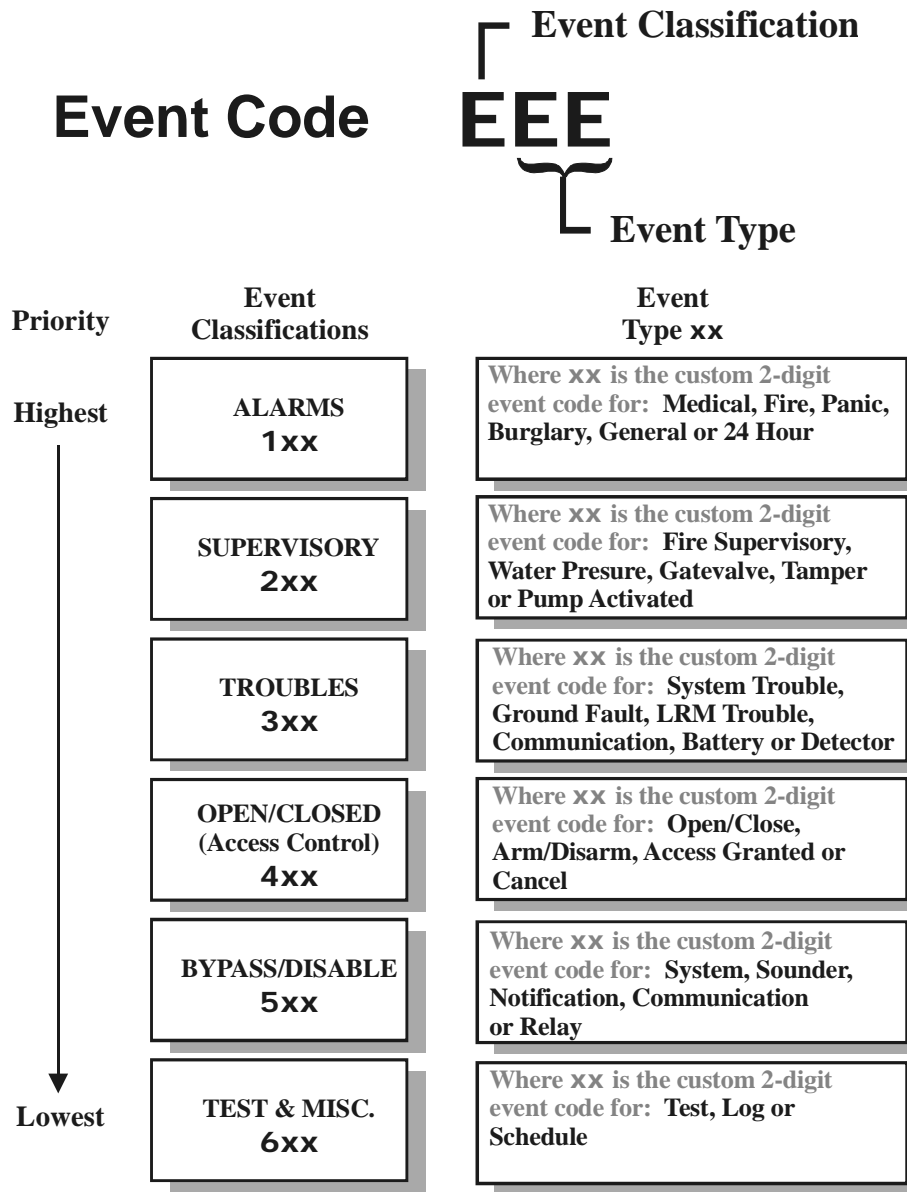 Event Classification
Event Code EEE
Event Type
Priority
Event
Classifications
Event
Type xx
Highest
ALARMS
1xx
Where xx is the custom 2-digit
event code for: Medical, Fire, Panic,
Burglary, General or 24 Hour
SUPERVISORY
2xx
Where xx is the custom 2-digit
event code for: Fire Supervisory,
Water Presure, Gatevalve, Tamper
or Pump Activated
TROUBLES
3xx
Where xx is the custom 2-digit
event code for: System Trouble,
Ground Fault, LRM Trouble,
Communication, Battery or Detector
OPEN/CLOSED
(Access Control)
4xx
Where xx is the custom 2-digit
event code for: Open/Close,
Arm/Disarm, Access Granted or
Cancel
BYPASS/DISABLE
5xx
Where xx is the custom 2-digit
event code for: System, Sounder,
Notification, Communication
or Relay
Lowest
TEST & MISC.
6xx
Where xx is the custom 2-digit
event code for: Test, Log or
Schedule